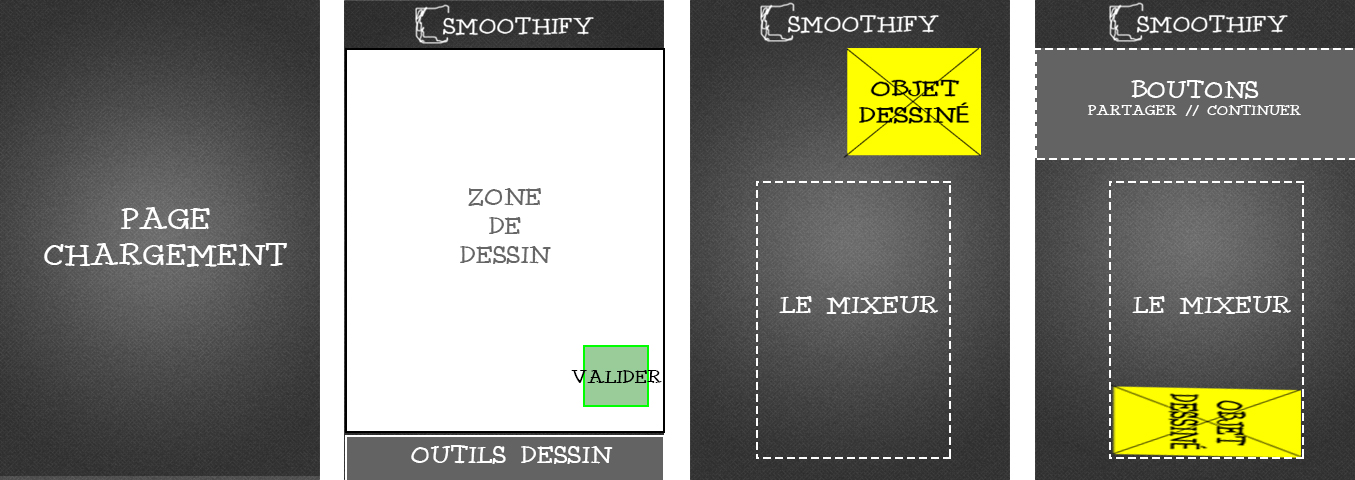 PAGE
CHARGEMENT
SMOOTHIFY
ZONE
DE
DESSIN
VALIDER
OUTILS DESSIN
SMOOTHIFY
OBJET
DESSINÉ
LE MIXEUR
SMOOTHIFY
BOUTONS
PARTAGER // CONTINUER
LE MIXEUR
OBJET
DESSINÉ